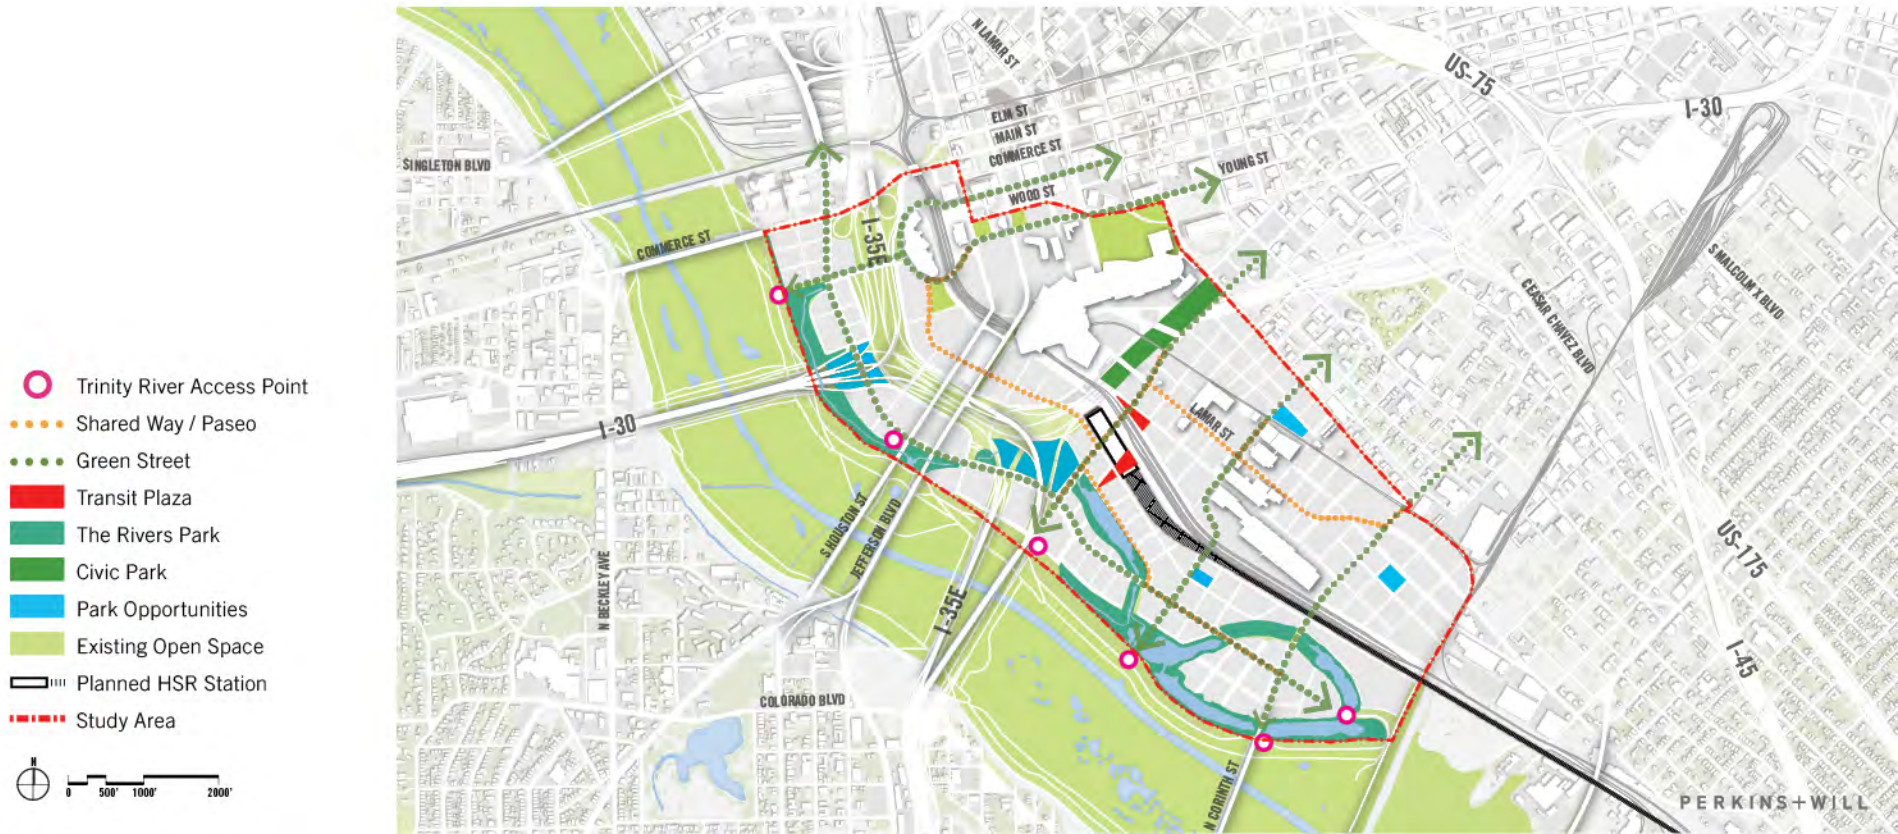 Trinity River Access Point
Shared Way / Paseo
Green Street
Transit Plaza
The Rivers Park
Civic Park
Park Opportunities
Existing Open Space
Planned HSR Station
Study Area
N
0 500' 1000' 2000'
N LAMAR ST
US-75
I-30
ELM ST
MAIN ST
COMMERCE ST
YOUNG ST
WOOD ST
SINGLETON BLVD
COMMERCE ST
I-35E
S MALCOLM X BLVD
CEASAR CHAVEZ BLVD
LAMAR ST
I-30
S HOUSTON ST
JEFFERSON BLVD
N BECKLEY AVE
I-35E
US-175
I-45
COLORADO BLVD
N CORINTH ST
PERKINS+WILL